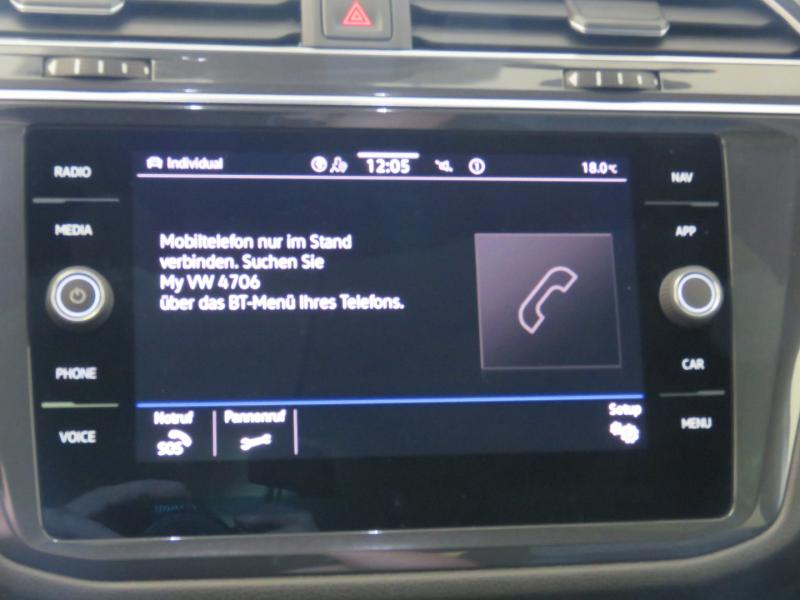 RADIO
MEDIA
PHONE
VOICE
Individual
12:05
18.0°C
Mobiltelefon nur im Stand
verbinden. Suchen Sie
My VW 4706
über das BT-Menü Ihres Telefons.
Notruf
SOS
Pannenruf
Setup
NAV
APP
CAR
MENU